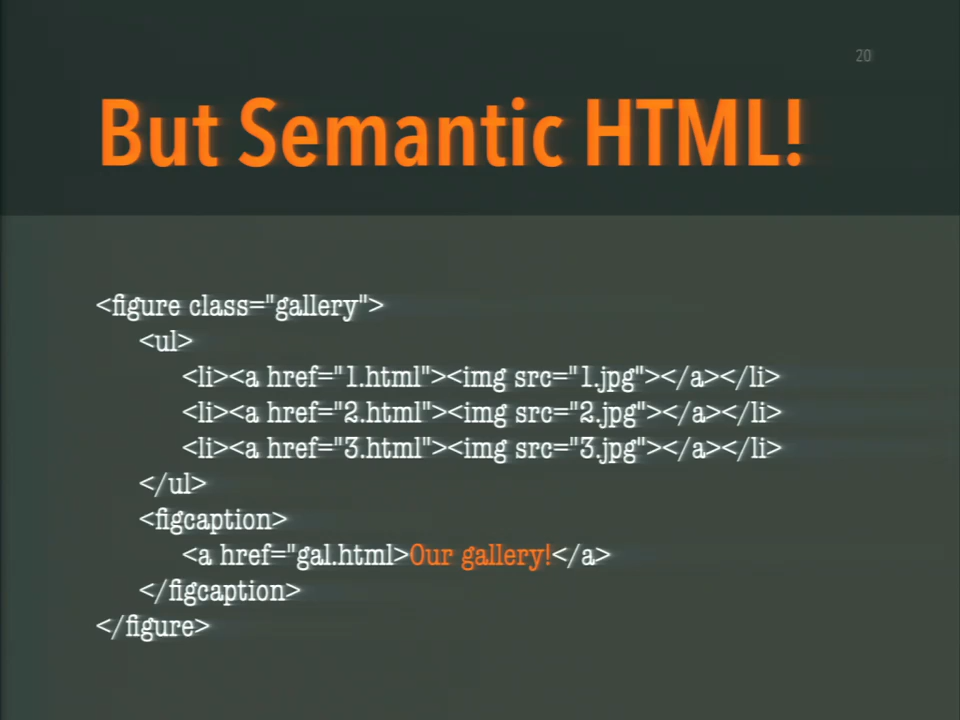 20
But Semantic HTML!
<figure class="gallery">
<ul>
<li><a href="1.html"><img src="1.jpg"></a></li>
<li><a href="2.html"><img src="2.jpg"></a></li>
<li><a href="3.html"><img src="3.jpg"></a></li>
</ul>
<figcaption>
<a href="gal.html>Our gallery!</a>
</figcaption>
</figure>